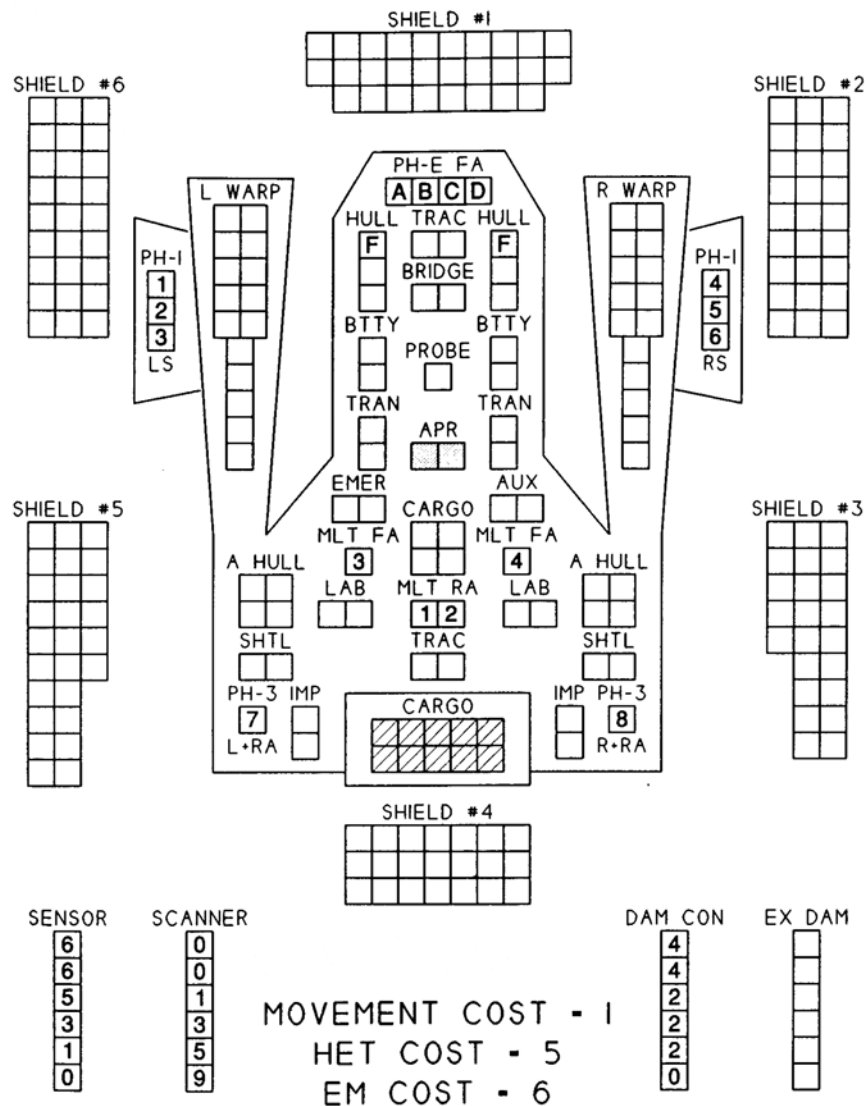 SHIELD #1
SHIELD #6
SHIELD #2
PH-E FA
A B C D
L WARP
R WARP
HULL TRAC HULL
F F
PH-1
1
2
3
LS
PH-1
4
5
6
RS
BRIDGE
BTTY BTTY
PROBE
TRAN TRAN
APR
EMER AUX
CARGO
SHIELD #5
SHIELD #3
MLT FA MLT FA
3 4
A HULL A HULL
LAB MLT RA LAB
1 2
SHTL TRAC SHTL
PH-3 IMP CARGO IMP PH-3
7 8
L+RA R+RA
SHIELD #4
SENSOR
6
6
5
3
1
0
SCANNER
0
0
1
3
5
9
DAM CON
4
4
2
2
2
0
EX DAM
MOVEMENT COST - 1
HET COST - 5
EM COST - 6